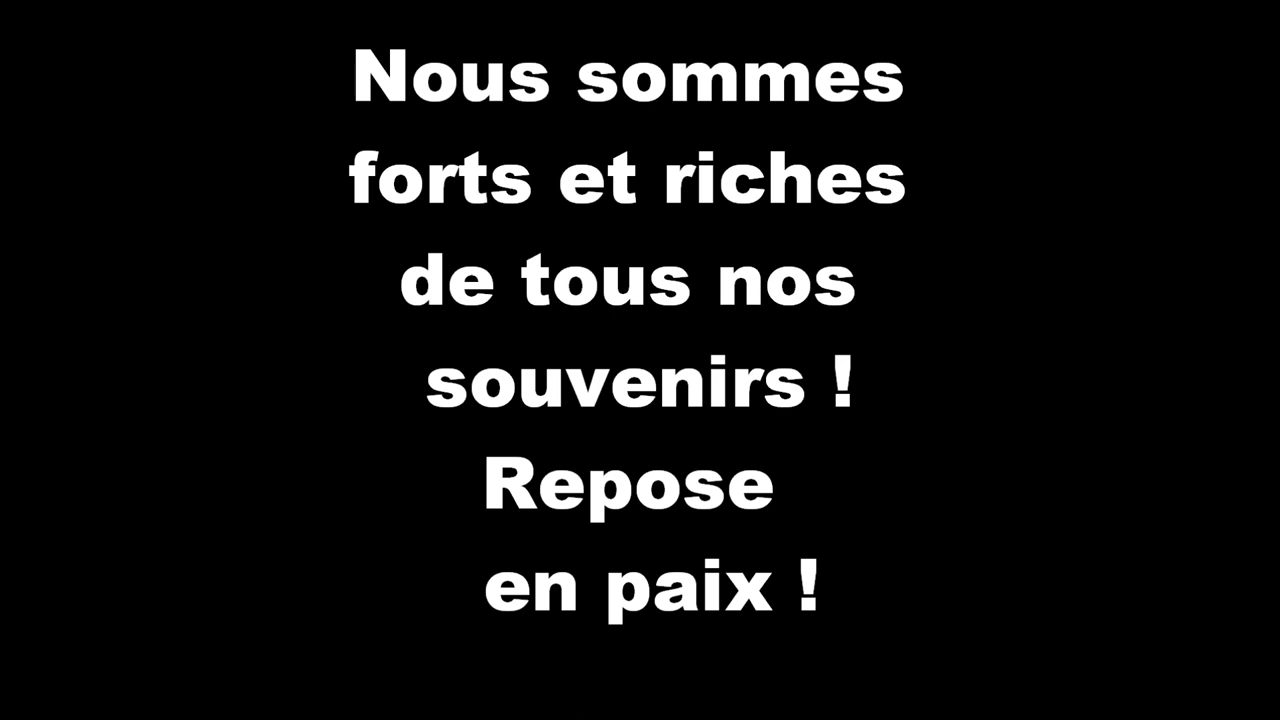 Nous sommes
forts et riches
de tous nos
souvenirs !
Repose
en paix !